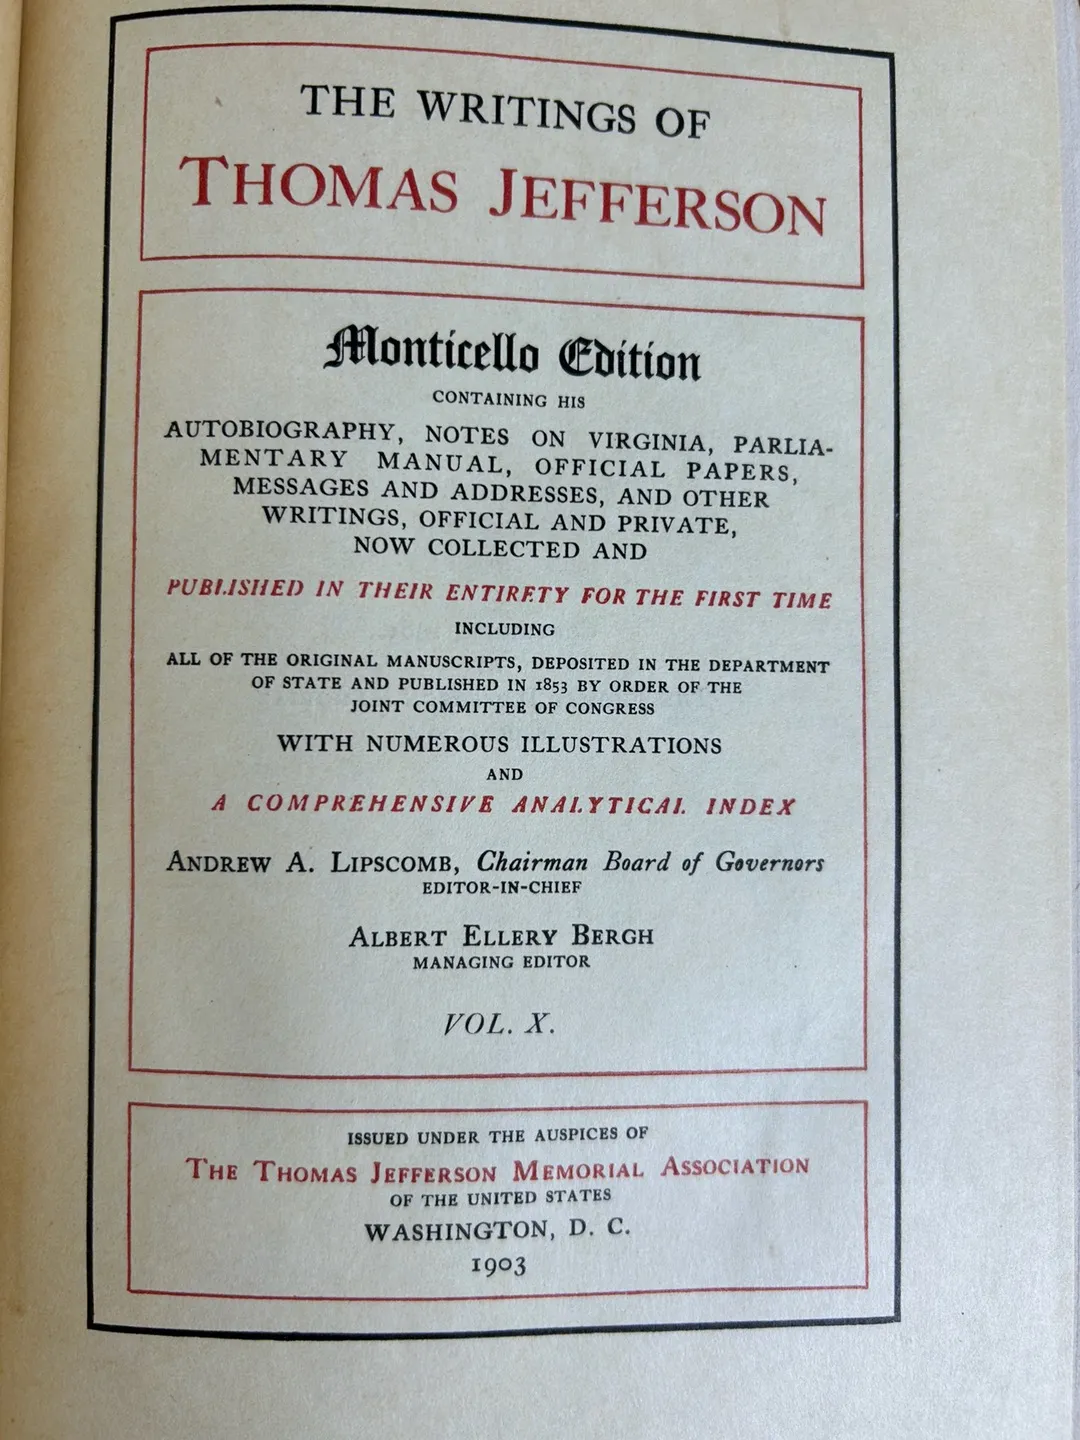 THE WRITINGS OF
THOMAS JEFFERSON
Monticello Edition
CONTAINING HIS
AUTOBIOGRAPHY, NOTES ON VIRGINIA, PARLIA-
MENTARY MANUAL, OFFICIAL PAPERS,
MESSAGES AND ADDRESSES, AND OTHER
WRITINGS, OFFICIAL AND PRIVATE,
NOW COLLECTED AND
PUBLISHED IN THEIR ENTIRETY FOR THE FIRST TIME
INCLUDING
ALL OF THE ORIGINAL MANUSCRIPTS, DEPOSITED IN THE DEPARTMENT
OF STATE AND PUBLISHED IN 1853 BY ORDER OF THE
JOINT COMMITTEE OF CONGRESS
WITH NUMEROUS ILLUSTRATIONS
AND
A COMPREHENSIVE ANALYTICAL INDEX
ANDREW A. LIPSCOMB, Chairman Board of Governors
EDITOR-IN-CHIEF
ALBERT ELLERY BERGH
MANAGING EDITOR
VOL. X.
ISSUED UNDER THE AUSPICES OF
THE THOMAS JEFFERSON MEMORIAL ASSOCIATION
OF THE UNITED STATES
WASHINGTON, D. C.
1903